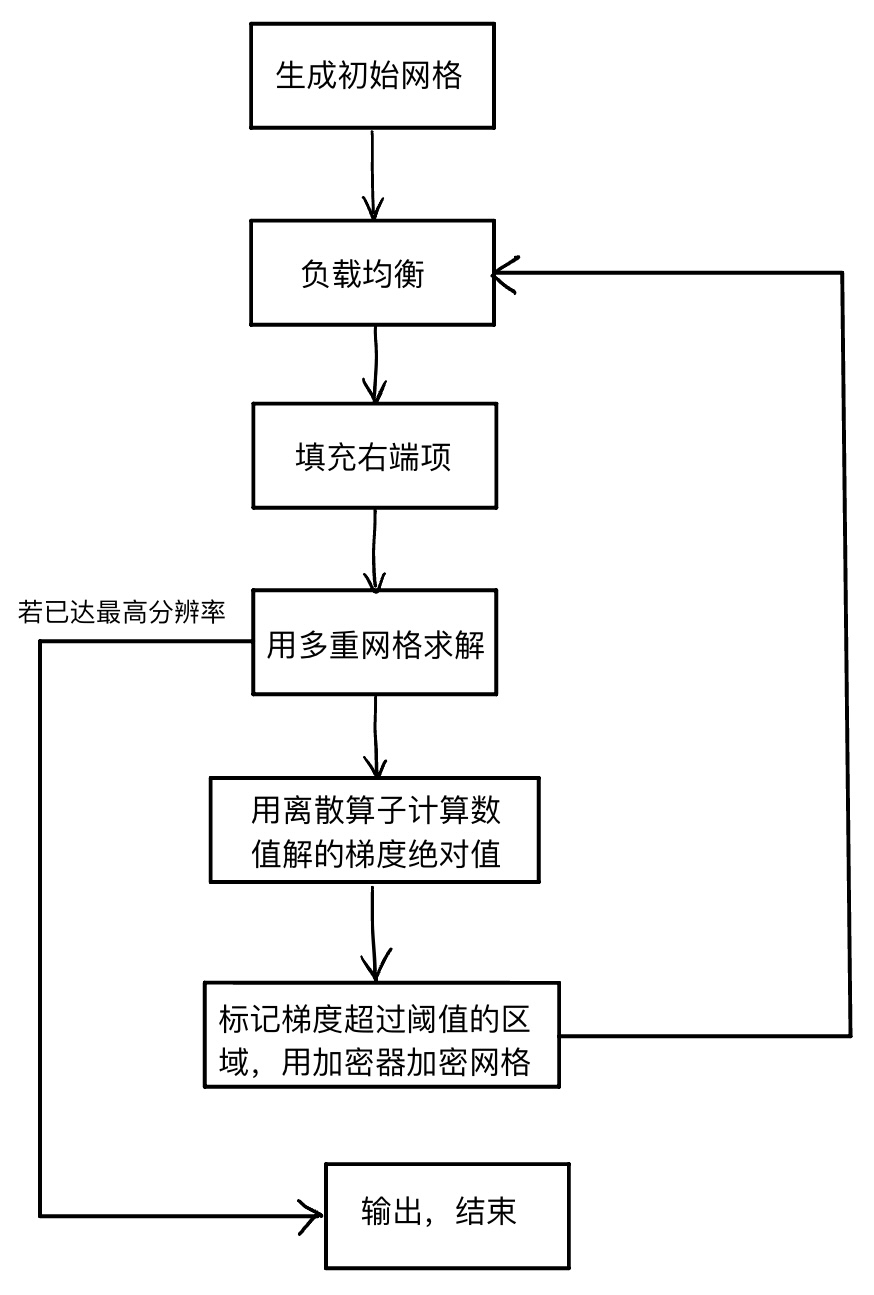 生成初始网格
负载均衡
填充右端项
若已达最高分辨率
用多重网格求解
用离散算子计算数
值解的梯度绝对值
标记梯度超过阈值的区
域，用加密器加密网格
输出，结束